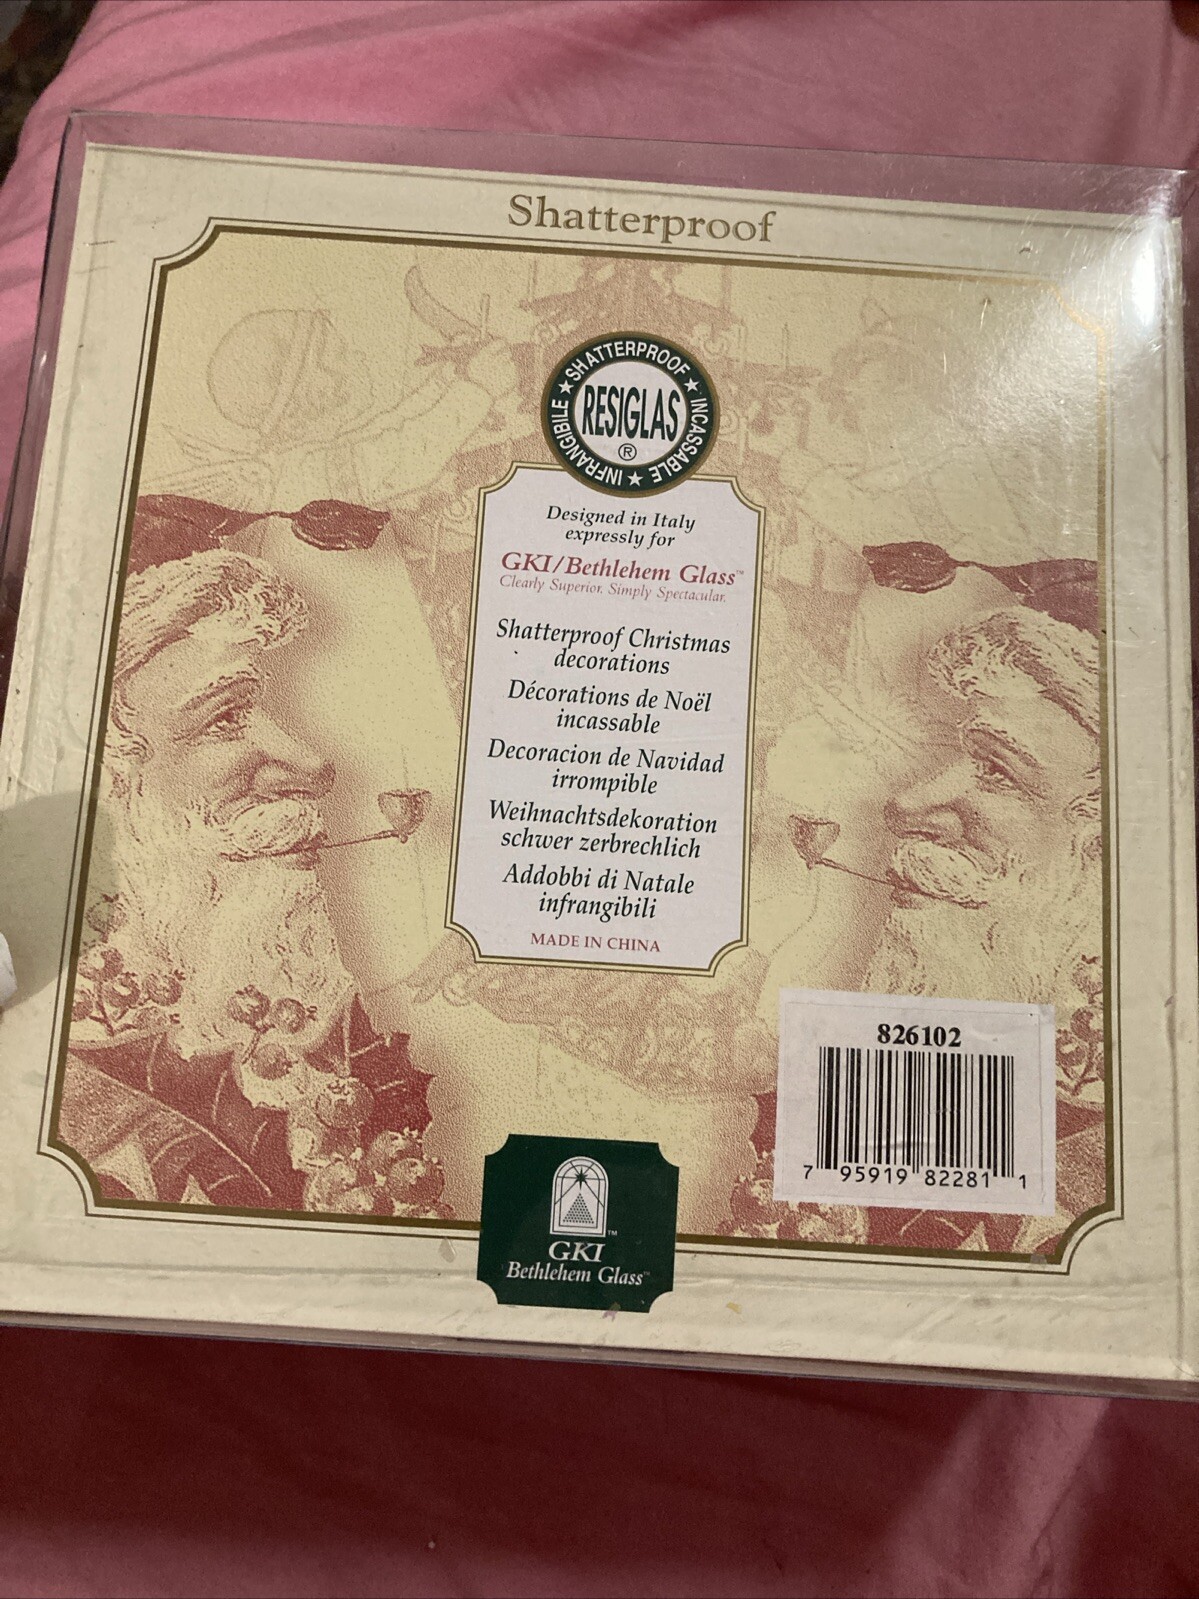 Shatterproof
★ SHATTERPROOF ★ INCASSABLE ★ INFRANGIBILE
RESIGLAS
®
Designed in Italy
expressly for
GKI/Bethlehem Glass™
Clearly Superior. Simply Spectacular.
Shatterproof Christmas
decorations
Décorations de Noël
incassable
Decoracion de Navidad
irrompible
Weihnachtsdekoration
schwer zerbrechlich
Addobbi di Natale
infrangibili
MADE IN CHINA
826102
7 95919 82281 1
™
GKI
Bethlehem Glass™